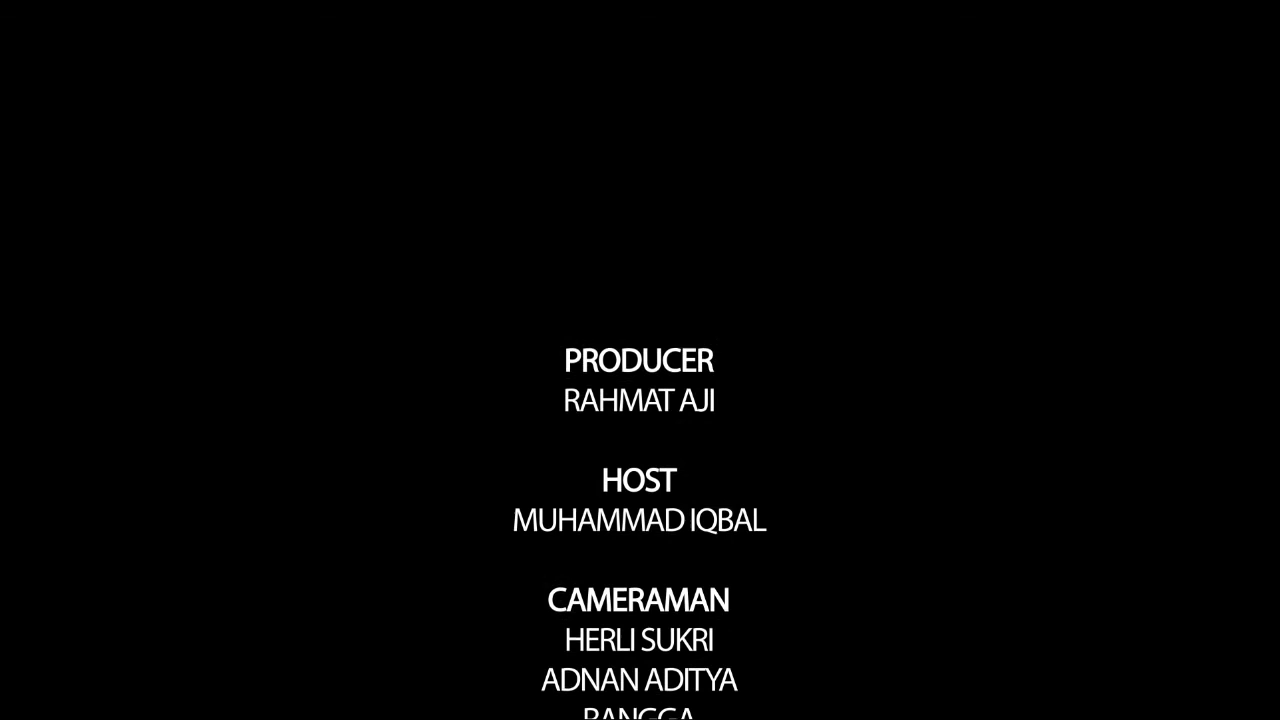 PRODUCER
RAHMAT AJI
HOST
MUHAMMAD IQBAL
CAMERAMAN
HERLI SUKRI
ADNAN ADITYA